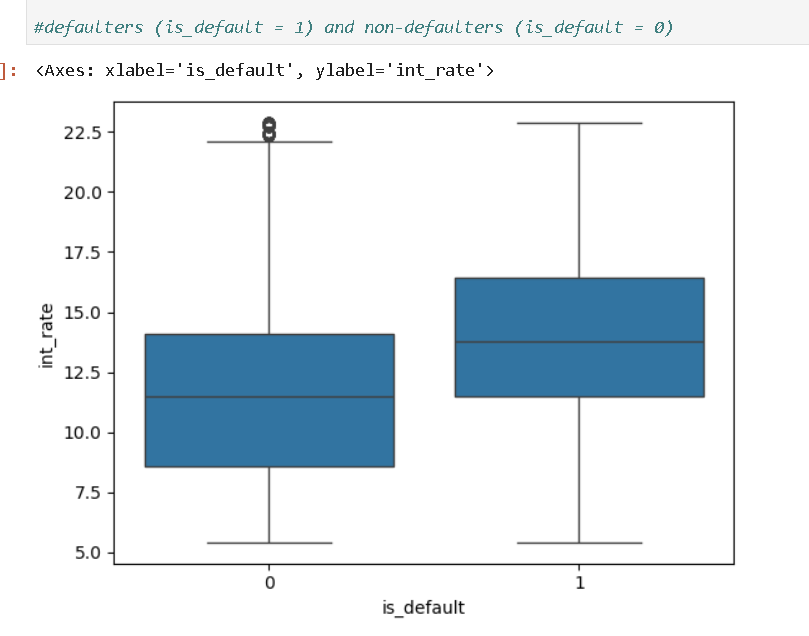 #defaulters (is_default = 1) and non-defaulters (is_default = 0)
]: <Axes: xlabel='is_default', ylabel='int_rate'>
22.5
20.0
17.5
15.0
12.5
10.0
7.5
5.0
int_rate
0 1
is_default